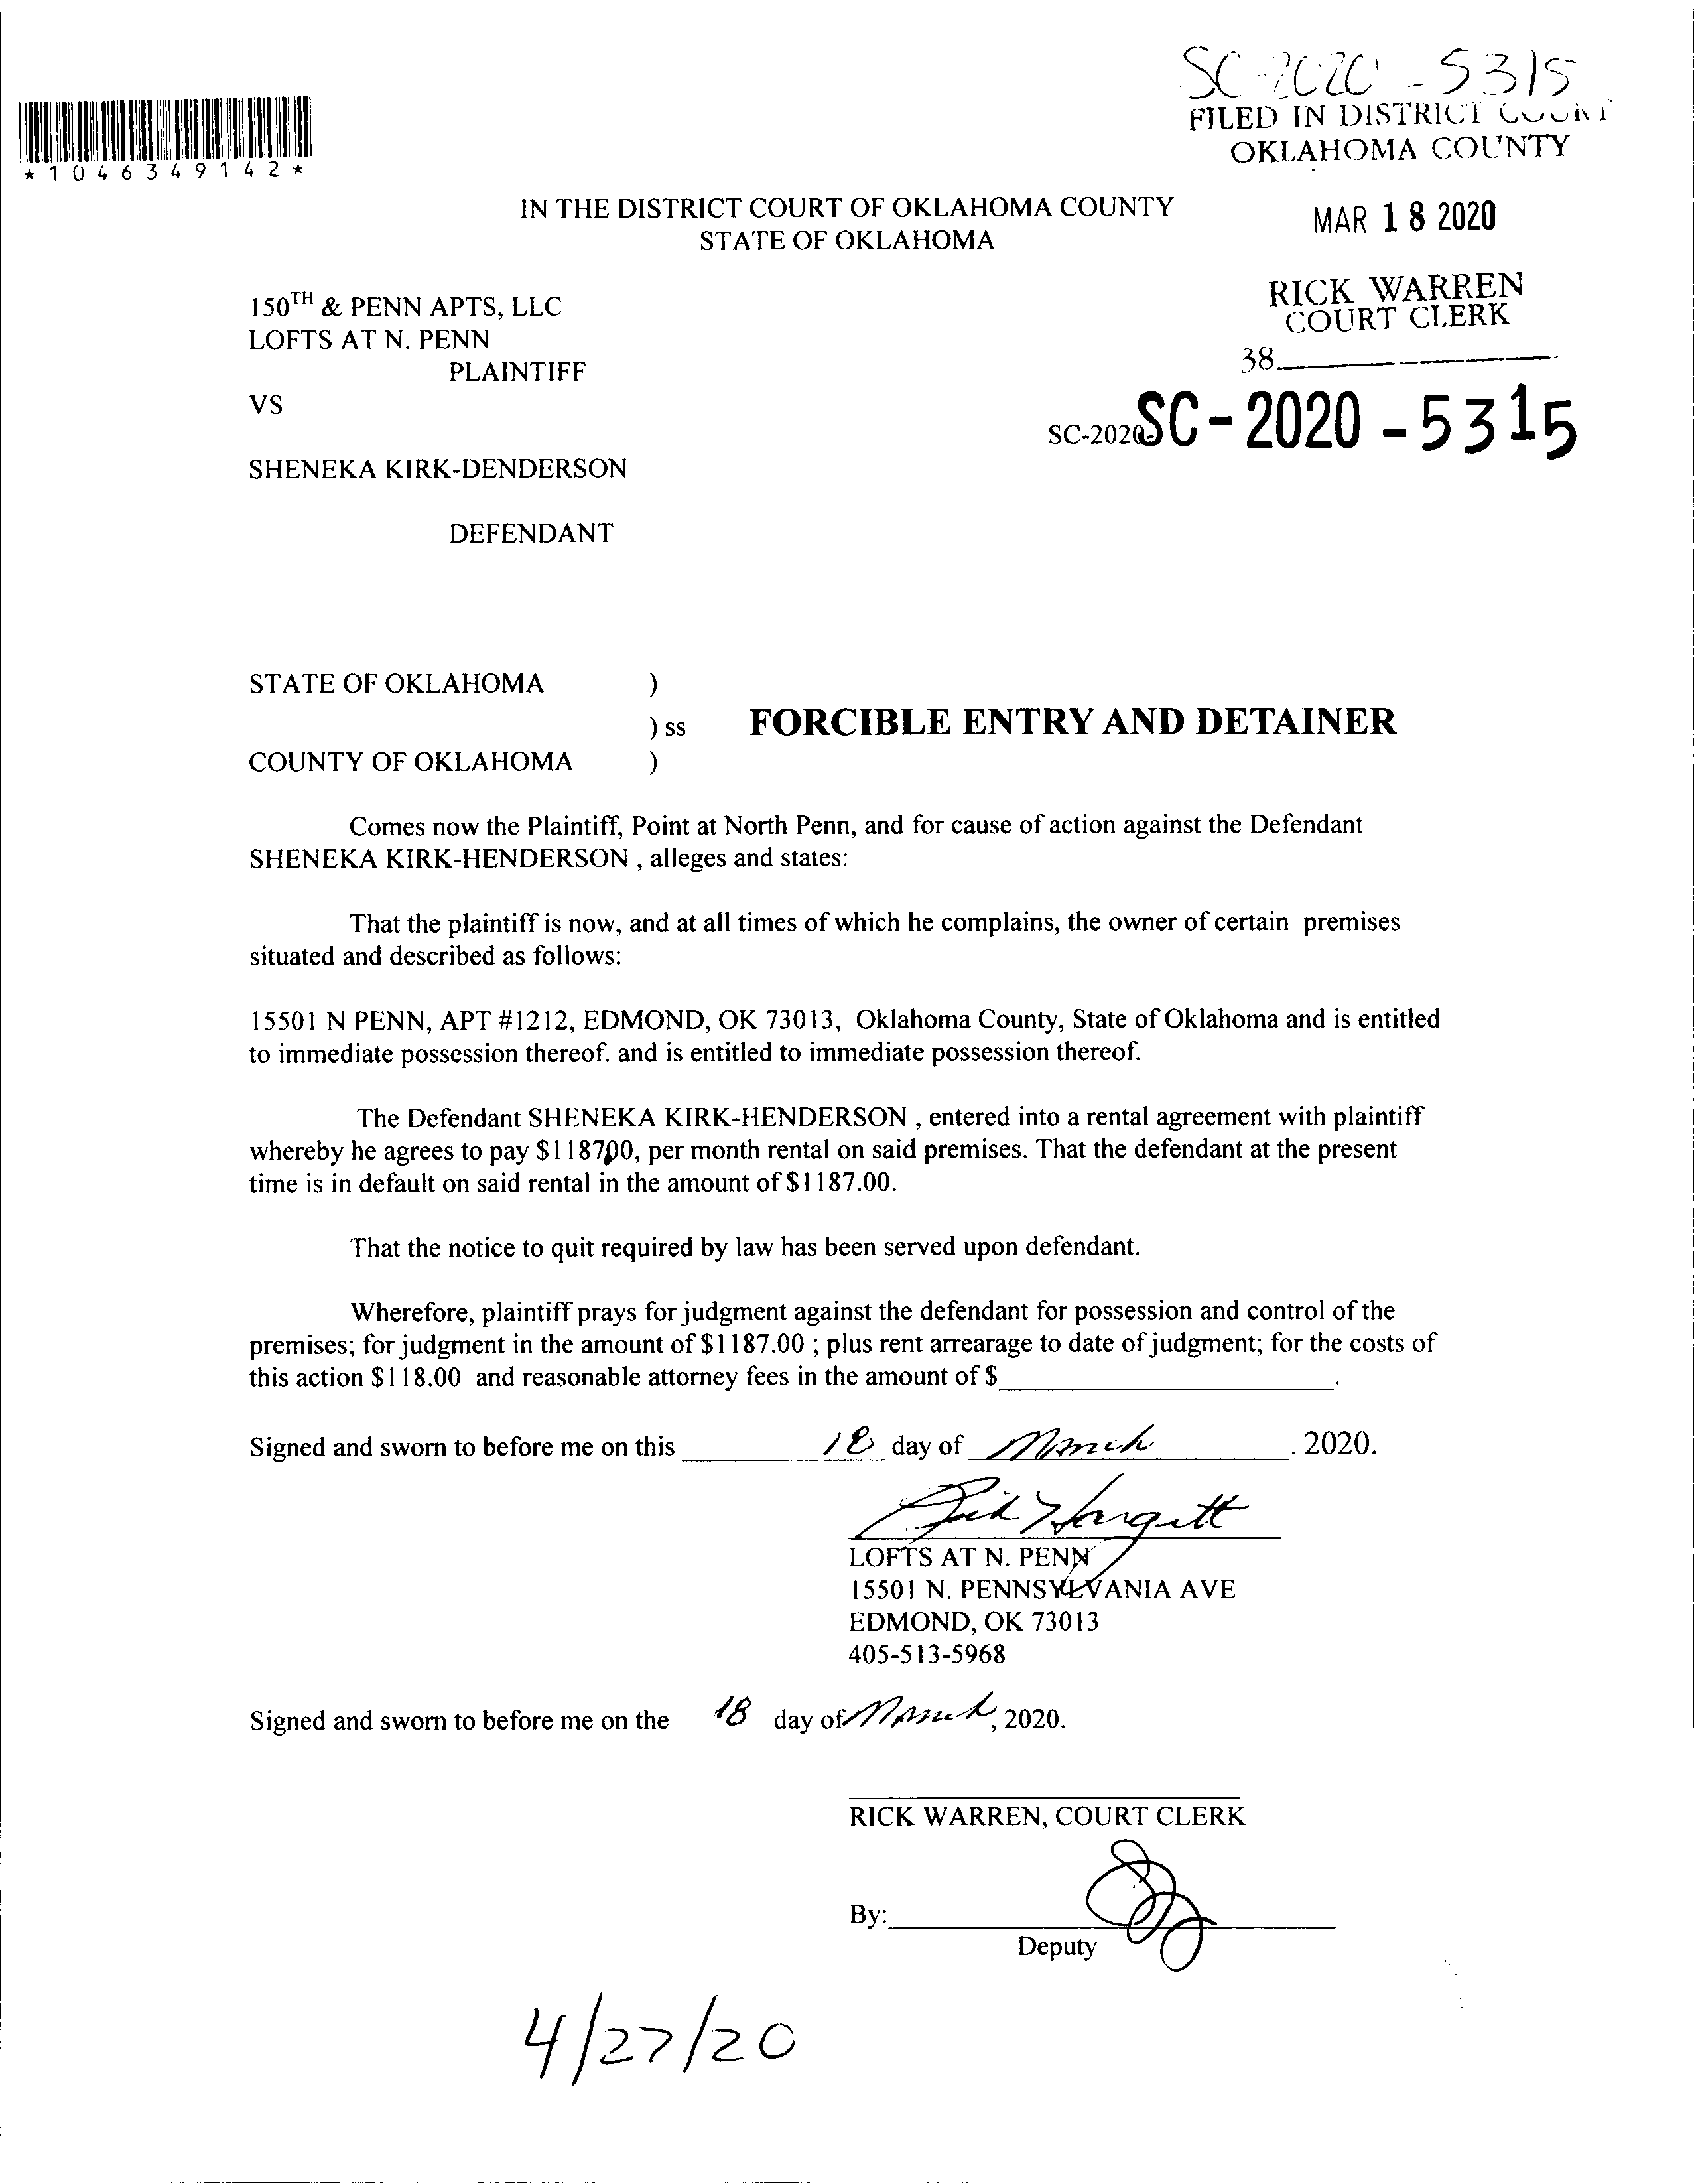 SC-2020-5315
FILED IN DISTRICT COURT
OKLAHOMA COUNTY
*1046349142*
IN THE DISTRICT COURT OF OKLAHOMA COUNTY
STATE OF OKLAHOMA
MAR 18 2020
RICK WARREN
COURT CLERK
38
150TH & PENN APTS, LLC
LOFTS AT N. PENN
PLAINTIFF
VS
SC-2020- SC-2020-5315
SHENEKA KIRK-DENDERSON
DEFENDANT
STATE OF OKLAHOMA )
) ss FORCIBLE ENTRY AND DETAINER
COUNTY OF OKLAHOMA )
Comes now the Plaintiff, Point at North Penn, and for cause of action against the Defendant
SHENEKA KIRK-HENDERSON , alleges and states:
That the plaintiff is now, and at all times of which he complains, the owner of certain premises
situated and described as follows:
15501 N PENN, APT #1212, EDMOND, OK 73013, Oklahoma County, State of Oklahoma and is entitled
to immediate possession thereof. and is entitled to immediate possession thereof.
The Defendant SHENEKA KIRK-HENDERSON , entered into a rental agreement with plaintiff
whereby he agrees to pay $118700, per month rental on said premises. That the defendant at the present
time is in default on said rental in the amount of $1187.00.
That the notice to quit required by law has been served upon defendant.
Wherefore, plaintiff prays for judgment against the defendant for possession and control of the
premises; for judgment in the amount of $1187.00 ; plus rent arrearage to date of judgment; for the costs of
this action $118.00 and reasonable attorney fees in the amount of $ .
Signed and sworn to before me on this 18 day of March . 2020.
LOFTS AT N. PENN
15501 N. PENNSYLVANIA AVE
EDMOND, OK 73013
405-513-5968
Signed and sworn to before me on the 18 day of March, 2020.
RICK WARREN, COURT CLERK
By:
Deputy
4/27/20